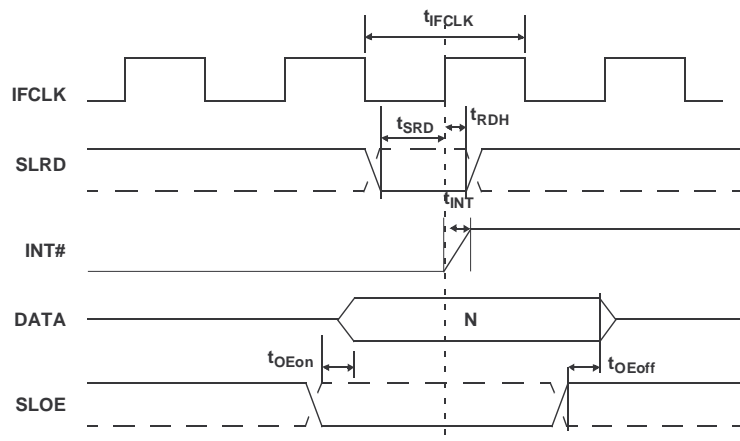 tIFCLK
IFCLK
tSRD
tRDH
SLRD
tINT
INT#
DATA
N
tOEon
tOEoff
SLOE